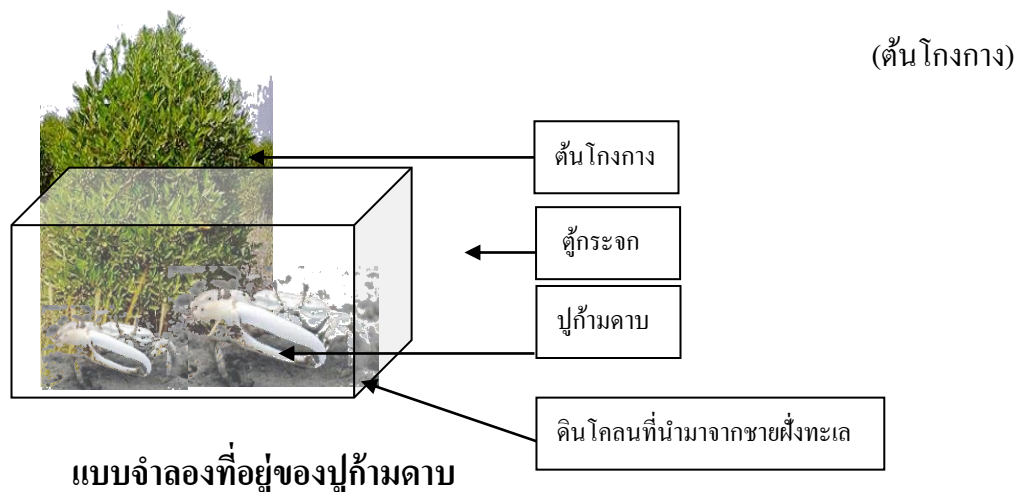 (ต้นโกงกาง)
ต้นโกงกาง
ตู้กระจก
ปูก้ามดาบ
ดินโคลนที่นำมาจากชายฝั่งทะเล
แบบจำลองที่อยู่ของปูก้ามดาบ